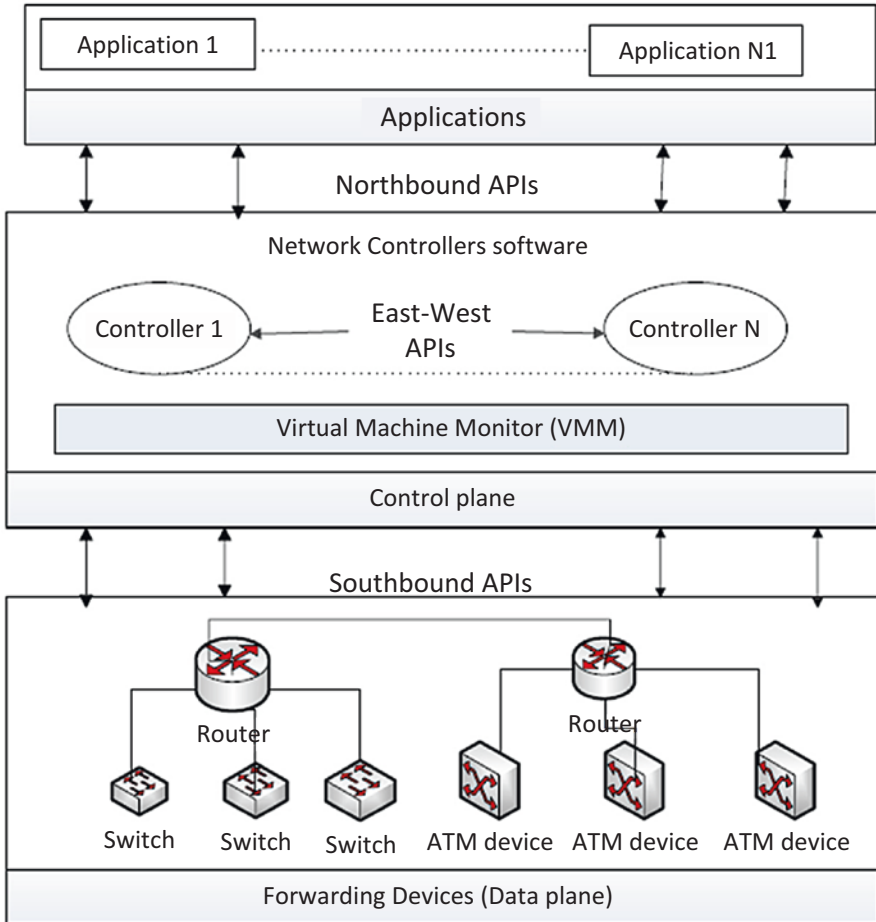 Application 1
Application N1
Applications
Northbound APIs
Network Controllers software
Controller 1
East-West
APIs
Controller N
Virtual Machine Monitor (VMM)
Control plane
Southbound APIs
Router
Router
Switch
Switch
Switch
ATM device
ATM device
ATM device
Forwarding Devices (Data plane)